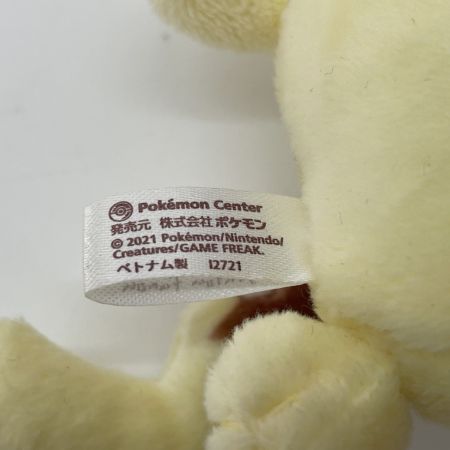 Pokémon Center
発売元 株式会社ポケモン
© 2021 Pokémon/Nintendo/
Creatures/GAME FREAK.
ベトナム製 I2721